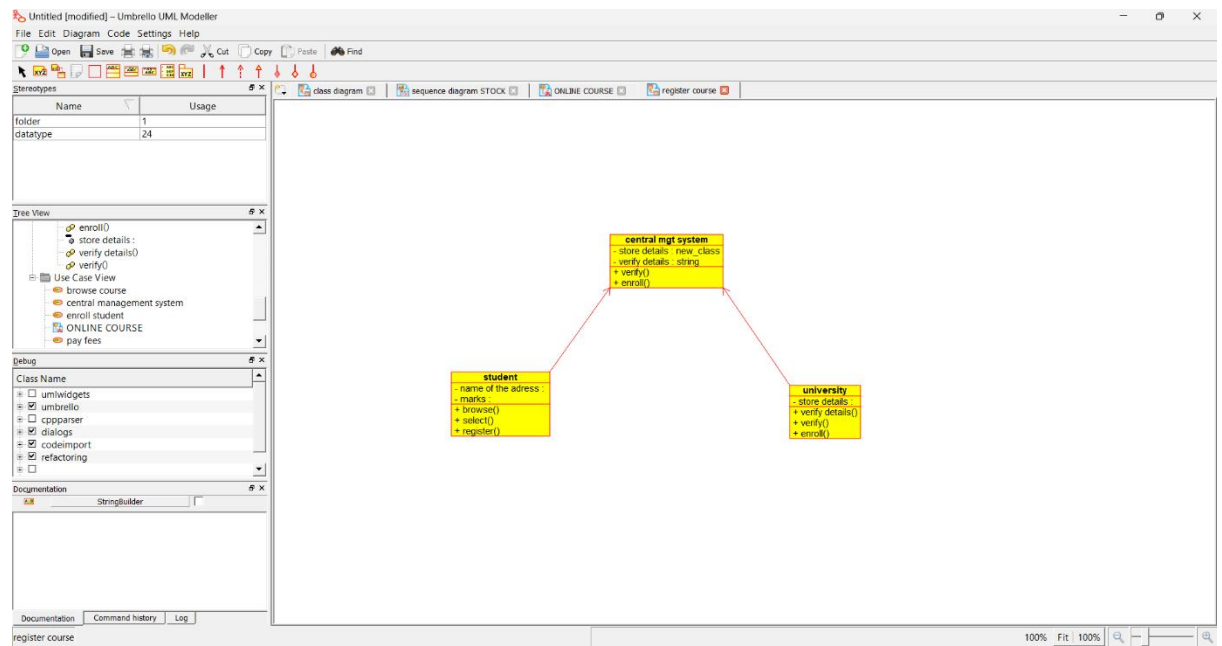 Untitled [modified] – Umbrello UML Modeller
File Edit Diagram Code Settings Help
Open Save Cut Copy Paste Find
Stereotypes
Name Usage
folder 1
datatype 24
Tree View
enroll()
store details :
verify details()
verify()
Use Case View
browse course
central management system
enroll student
ONLINE COURSE
pay fees
Debug
Class Name
umlwidgets
umbrello
cppparser
dialogs
codeimport
refactoring
Documentation
StringBuilder
Documentation Command history Log
register course
class diagram sequence diagram STOCK ONLINE COURSE register course
central mgt system
- store details : new_class
- verify details : string
+ verify()
+ enroll()
student
- name of the adress :
- marks :
+ browse()
+ select()
+ register()
university
- store details :
+ verify details()
+ verify()
+ enroll()
100% Fit 100%